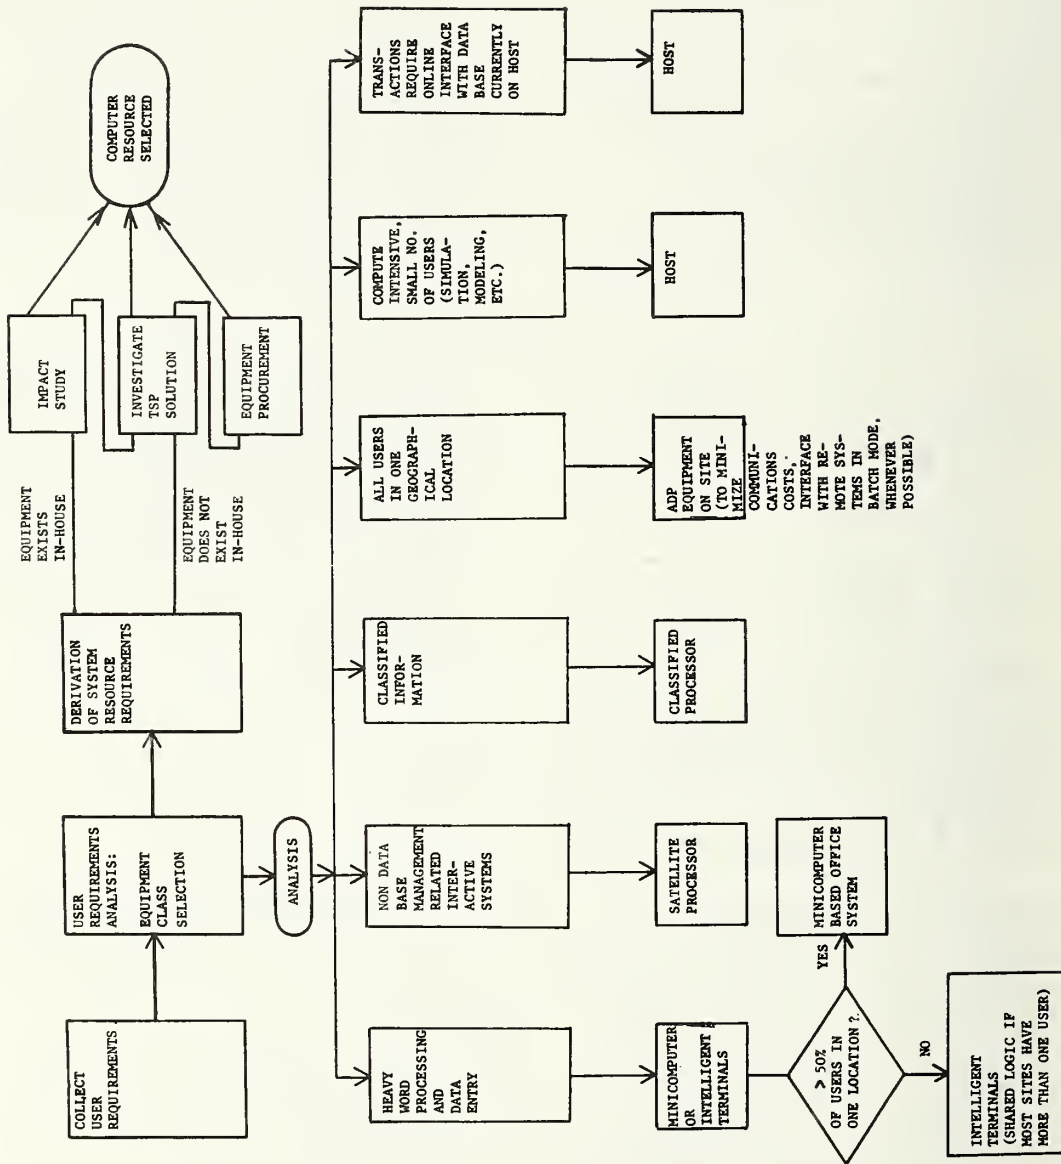 COLLECT
USER
REQUIREMENTS
USER
REQUIREMENTS
ANALYSIS:
EQUIPMENT
CLASS
SELECTION
DERIVATION
OF SYSTEM
RESOURCE
REQUIREMENTS
EQUIPMENT
EXISTS
IN-HOUSE
EQUIPMENT
DOES NOT
EXIST
IN-HOUSE
IMPACT
STUDY
INVESTIGATE
TSP
SOLUTION
EQUIPMENT
PROCUREMENT
COMPUTER
RESOURCE
SELECTED
ANALYSIS
HEAVY
WORD
PROCESSING
AND
DATA
ENTRY
NON DATA
BASE
MANAGEMENT
RELATED
INTER-
ACTIVE
SYSTEMS
CLASSIFIED
INFOR-
MATION
ALL USERS
IN ONE
GEOGRAPH-
ICAL
LOCATION
COMPUTE
INTENSIVE,
SMALL NO.
OF USERS
(SIMULA-
TION,
MODELING,
ETC.)
TRANS-
ACTIONS
REQUIRE
ONLINE
INTERFACE
WITH DATA
BASE
CURRENTLY
ON HOST
MINICOMPUTER
OR
INTELLIGENT
TERMINALS
SATELLITE
PROCESSOR
CLASSIFIED
PROCESSOR
ADP
EQUIPMENT
ON SITE
(TO MINI-
MIZE
COMMUNI-
CATIONS
COSTS,
INTERFACE
WITH RE-
MOTE SYS-
TEMS IN
BATCH MODE,
WHENEVER
POSSIBLE)
HOST
HOST
> 50%
OF USERS IN
ONE LOCATION ?
YES
MINICOMPUTER
BASED OFFICE
SYSTEM
NO
INTELLIGENT
TERMINALS
(SHARED LOGIC IF
MOST SITES HAVE
MORE THAN ONE USER)